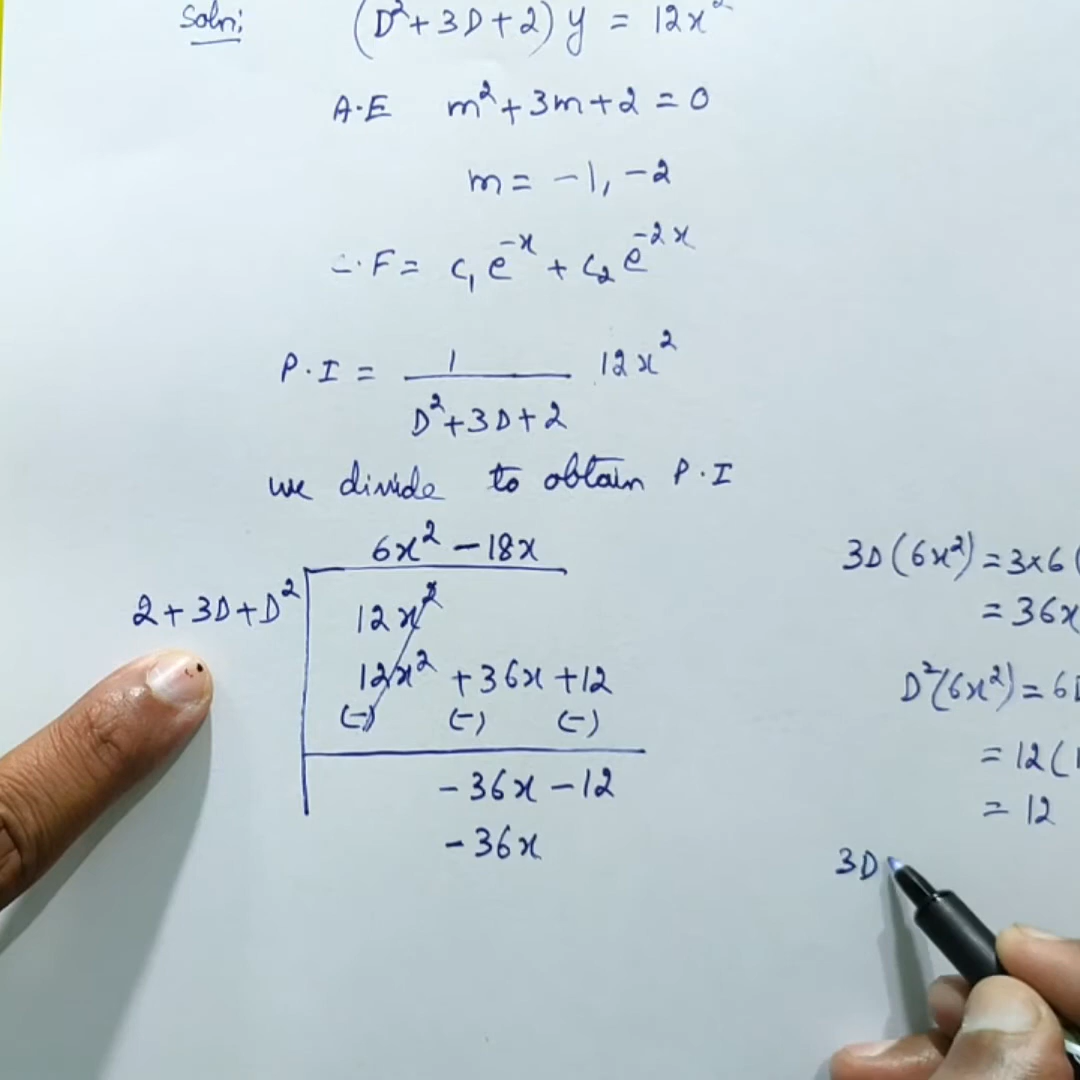 Soln:
(D²+3D+2) y = 12x²
A.E m²+3m+2 = 0
m = -1, -2
C.F = c₁e⁻ˣ + c₂e⁻²ˣ
P.I = 1/(D²+3D+2) 12x²
we divide to obtain P.I
6x² - 18x
2+3D+D²
12x²
12x² + 36x + 12
(-) (-) (-)
-36x - 12
-36x
3D(6x²) = 3×6(
= 36x
D²(6x²) = 6
= 12(
= 12
3D